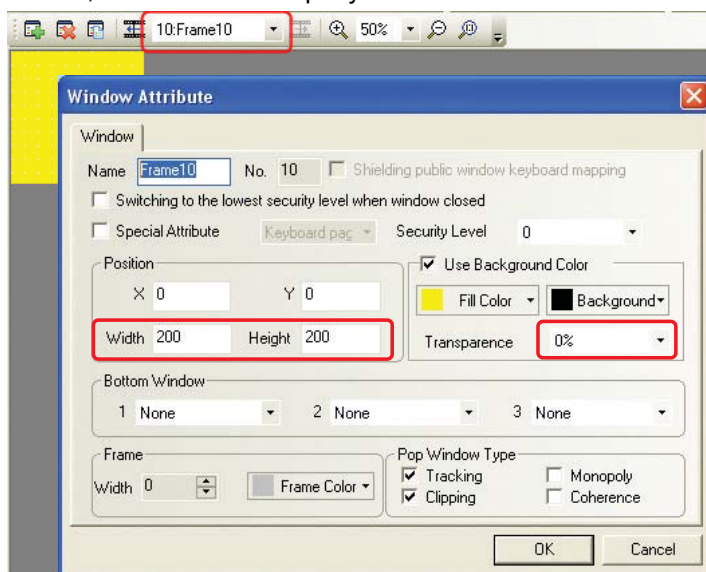 10:Frame10 50%
Window Attribute
Window
Name Frame10 No. 10 Shielding public window keyboard mapping
Switching to the lowest security level when window closed
Special Attribute Keyboard pag Security Level 0
Position Use Background Color
X 0 Y 0 Fill Color Background
Width 200 Height 200 Transparence 0%
Bottom Window
1 None 2 None 3 None
Frame Pop Window Type
Width 0 Frame Color Tracking Monopoly
Clipping Coherence
OK Cancel